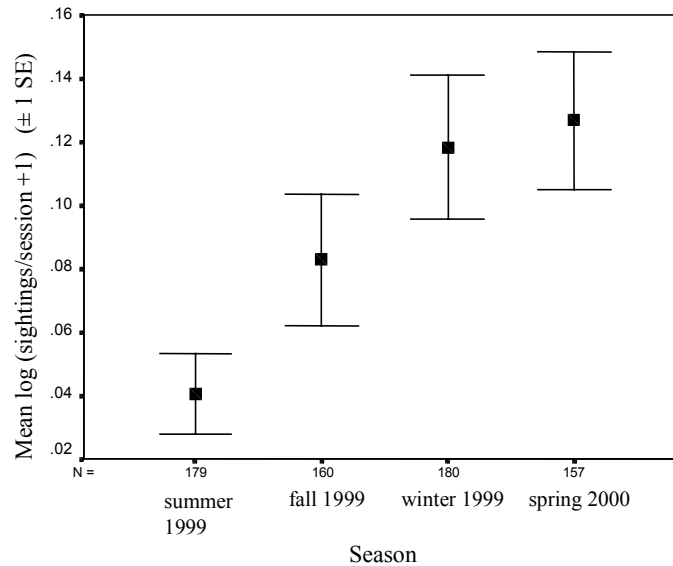 Mean log (sightings/session +1) (± 1 SE)
.16
.14
.12
.10
.08
.06
.04
.02
N = 179 160 180 157
summer 1999 fall 1999 winter 1999 spring 2000
Season